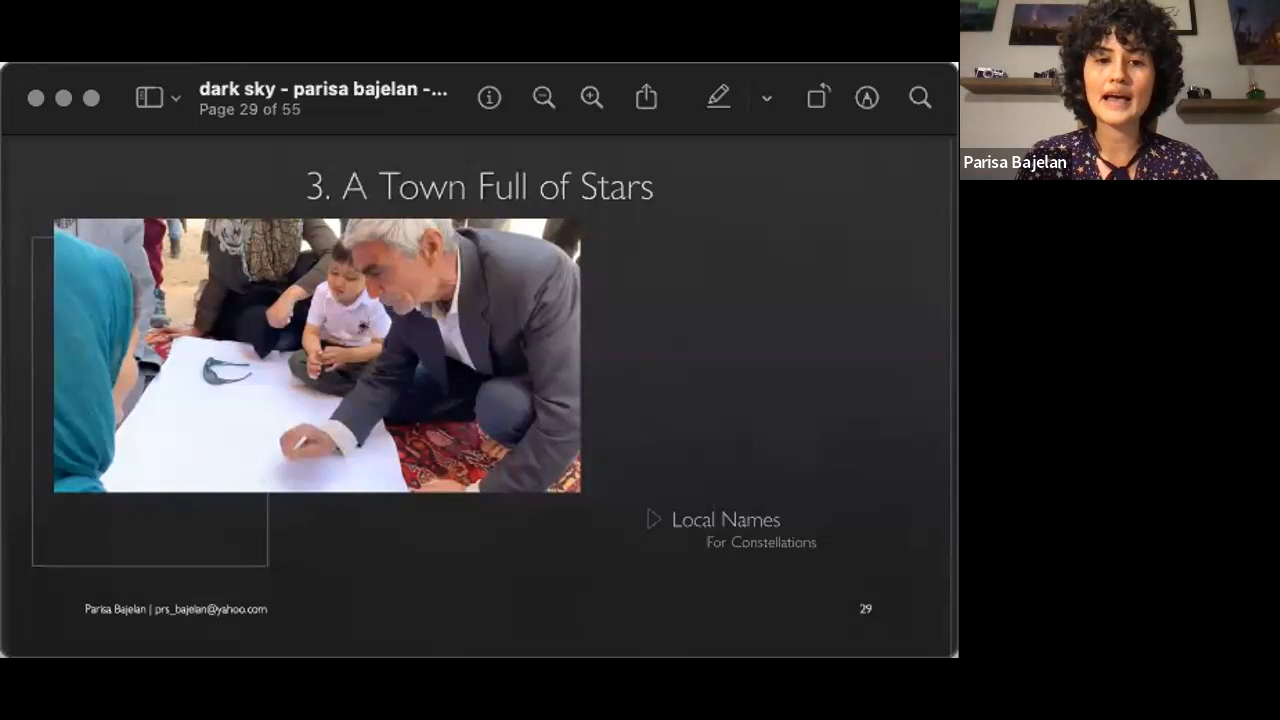 dark sky - parisa bajelan -...
Page 29 of 55
Parisa Bajelan
3. A Town Full of Stars
Local Names
For Constellations
Parisa Bajelan | prs_bajelan@yahoo.com
29